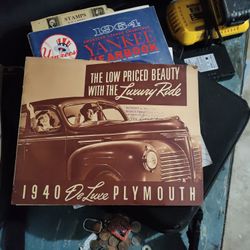 STAMPS
1964
YANKEE
YEARBOOK
Yankees
THE LOW PRICED BEAUTY
WITH THE Luxury Ride
1940 De Luxe PLYMOUTH